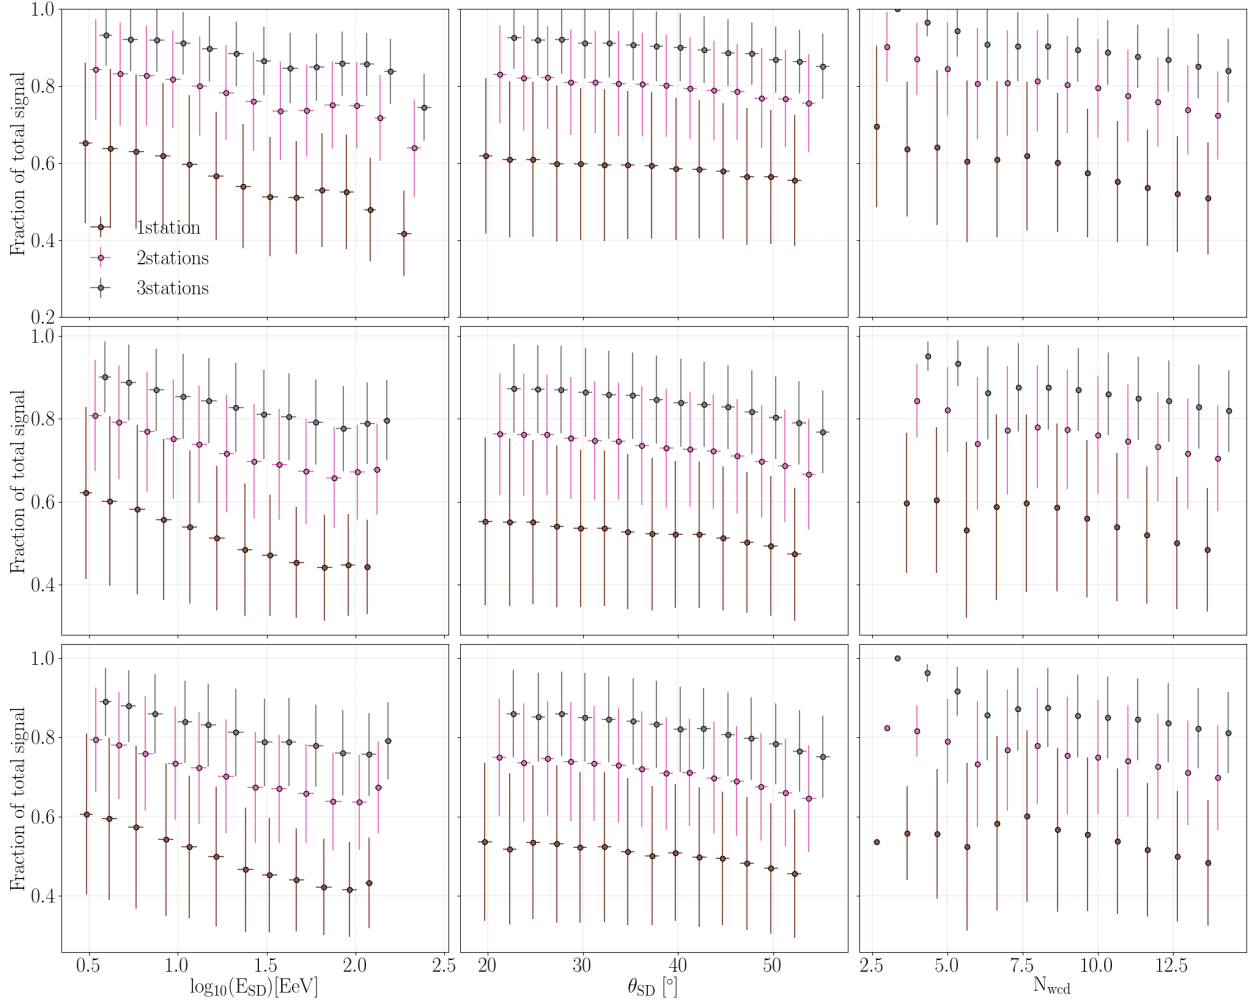 1.0
0.8
0.6
0.4
0.2
Fraction of total signal
1station
2stations
3stations
1.0
0.8
0.6
0.4
Fraction of total signal
1.0
0.8
0.6
0.4
Fraction of total signal
0.5 1.0 1.5 2.0 2.5
log₁₀(E_SD)[EeV]
20 30 40 50
θ_SD [°]
2.5 5.0 7.5 10.0 12.5
N_wcd